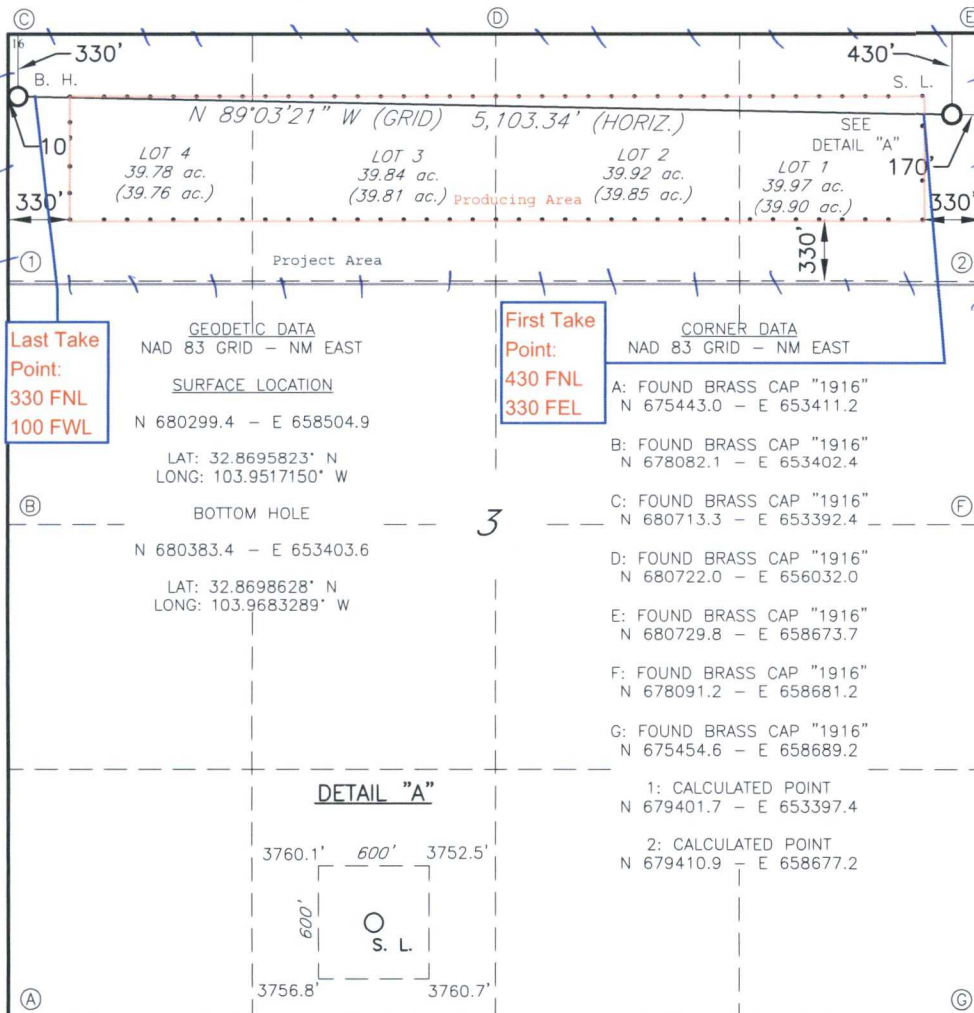 C
D
E
16
330'
430'
B. H.
S. L.
N 89°03'21" W (GRID) 5,103.34' (HORIZ.)
SEE
DETAIL "A"
10'
170'
LOT 4
39.78 ac.
(39.76 ac.)
LOT 3
39.84 ac.
(39.81 ac.)
Producing Area
LOT 2
39.92 ac.
(39.85 ac.)
LOT 1
39.97 ac.
(39.90 ac.)
330'
330'
330'
1
Project Area
2
Last Take
Point:
330 FNL
100 FWL
GEODETIC DATA
NAD 83 GRID – NM EAST
SURFACE LOCATION
N 680299.4 – E 658504.9
LAT: 32.8695823° N
LONG: 103.9517150° W
BOTTOM HOLE
N 680383.4 – E 653403.6
LAT: 32.8698628° N
LONG: 103.9683289° W
First Take
Point:
430 FNL
330 FEL
CORNER DATA
NAD 83 GRID – NM EAST
A: FOUND BRASS CAP "1916"
N 675443.0 – E 653411.2
B: FOUND BRASS CAP "1916"
N 678082.1 – E 653402.4
C: FOUND BRASS CAP "1916"
N 680713.3 – E 653392.4
D: FOUND BRASS CAP "1916"
N 680722.0 – E 656032.0
E: FOUND BRASS CAP "1916"
N 680729.8 – E 658673.7
F: FOUND BRASS CAP "1916"
N 678091.2 – E 658681.2
G: FOUND BRASS CAP "1916"
N 675454.6 – E 658689.2
1: CALCULATED POINT
N 679401.7 – E 653397.4
2: CALCULATED POINT
N 679410.9 – E 658677.2
B
3
F
DETAIL "A"
3760.1' 600' 3752.5'
600'
S. L.
3756.8' 3760.7'
A
G